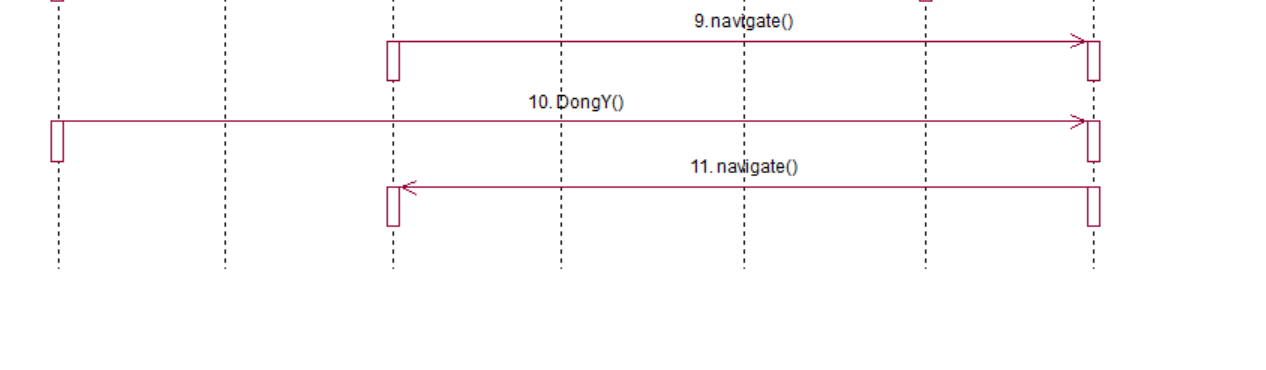 9. navigate()
10. DongY()
11. navigate()